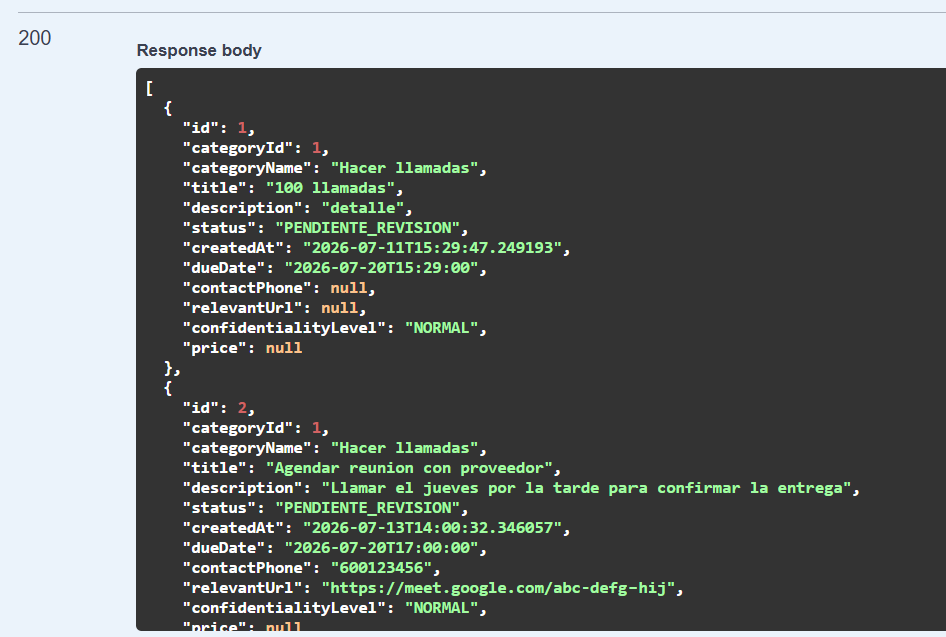 200
Response body
[
{
"id": 1,
"categoryId": 1,
"categoryName": "Hacer llamadas",
"title": "100 llamadas",
"description": "detalle",
"status": "PENDIENTE_REVISION",
"createdAt": "2026-07-11T15:29:47.249193",
"dueDate": "2026-07-20T15:29:00",
"contactPhone": null,
"relevantUrl": null,
"confidentialityLevel": "NORMAL",
"price": null
},
{
"id": 2,
"categoryId": 1,
"categoryName": "Hacer llamadas",
"title": "Agendar reunion con proveedor",
"description": "Llamar el jueves por la tarde para confirmar la entrega",
"status": "PENDIENTE_REVISION",
"createdAt": "2026-07-13T14:00:32.346057",
"dueDate": "2026-07-20T17:00:00",
"contactPhone": "600123456",
"relevantUrl": "https://meet.google.com/abc-defg-hij",
"confidentialityLevel": "NORMAL",
"price": null